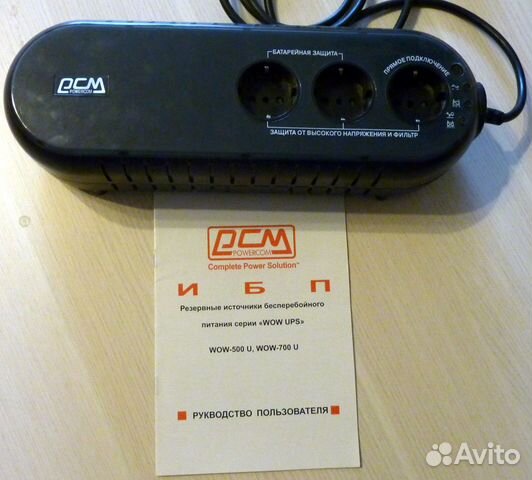 PCM
POWERCOM
БАТАРЕЙНАЯ ЗАЩИТА
ПРЯМОЕ ПОДКЛЮЧЕНИЕ
ЗАЩИТА ОТ ВЫСОКОГО НАПРЯЖЕНИЯ И ФИЛЬТР
PCM
POWERCOM
Complete Power Solution™
И Б П
Резервные источники бесперебойного
питания серии «WOW UPS»
WOW-500 U, WOW-700 U
РУКВОДСТВО ПОЛЬЗОВАТЕЛЯ
Avito